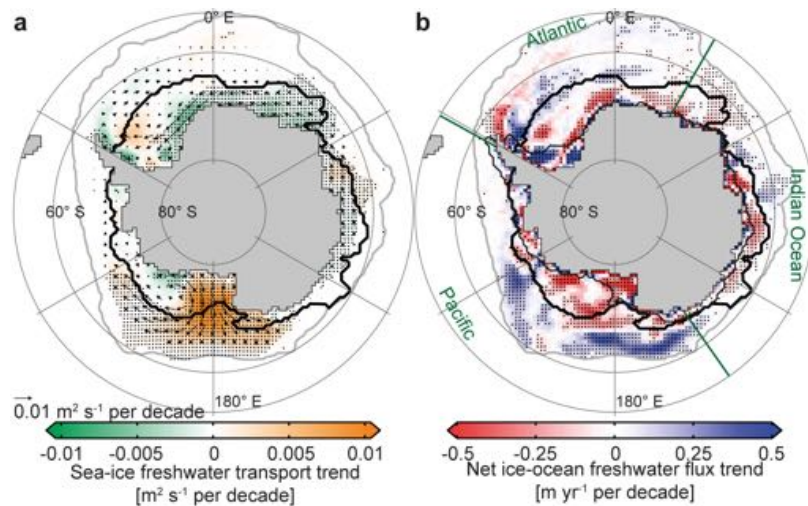 a
0° E
60° S
80° S
180° E
0.01 m² s⁻¹ per decade
-0.01
-0.005
0
0.005
0.01
Sea-ice freshwater transport trend
[m² s⁻¹ per decade]
b
0° E
Atlantic
Indian Ocean
Pacific
60° S
80° S
180° E
-0.5
-0.25
0
0.25
0.5
Net ice-ocean freshwater flux trend
[m yr⁻¹ per decade]